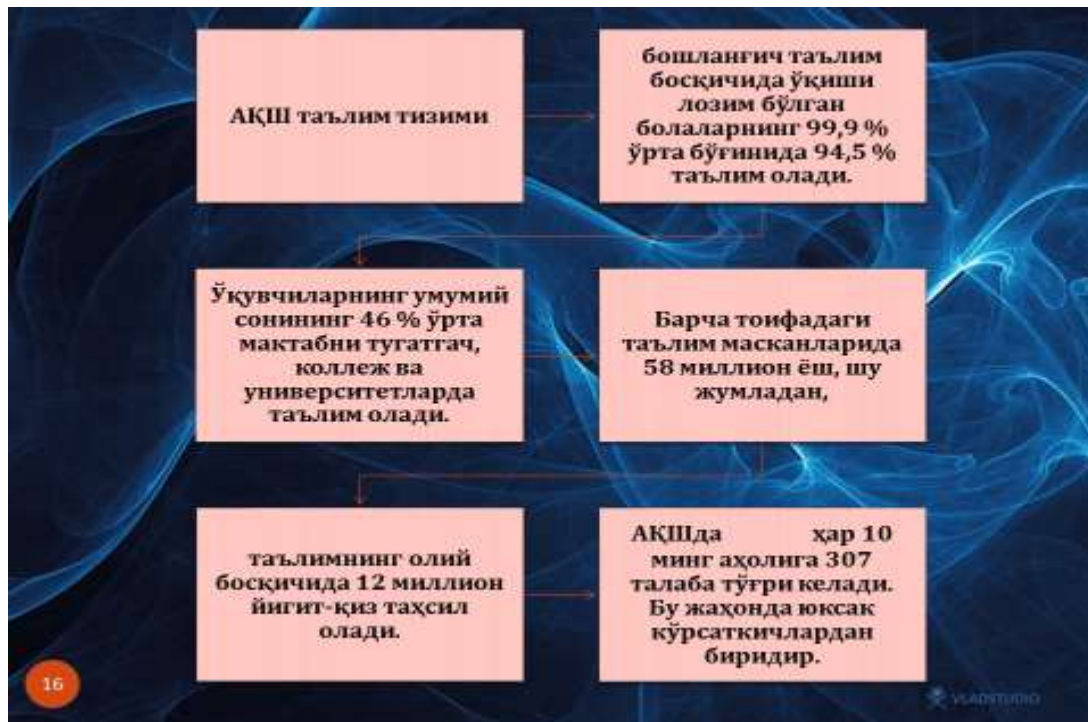 АҚШ таълим тизими
бошланғич таълим
босқичида ўқиши
лозим бўлган
болаларнинг 99,9 %
ўрта бўғинида 94,5 %
таълим олади.
Ўқувчиларнинг умумий
сонининг 46 % ўрта
мактабни тугатгач,
коллеж ва
университетларда
таълим олади.
Барча тоифадаги
таълим масканларида
58 миллион ёш, шу
жумладан,
таълимнинг олий
босқичида 12 миллион
йигит-қиз таҳсил
олади.
АҚШда ҳар 10
минг аҳолига 307
талаба тўғри келади.
Бу жаҳонда юксак
кўрсаткичлардан
биридир.
16
VLADSTUDIO